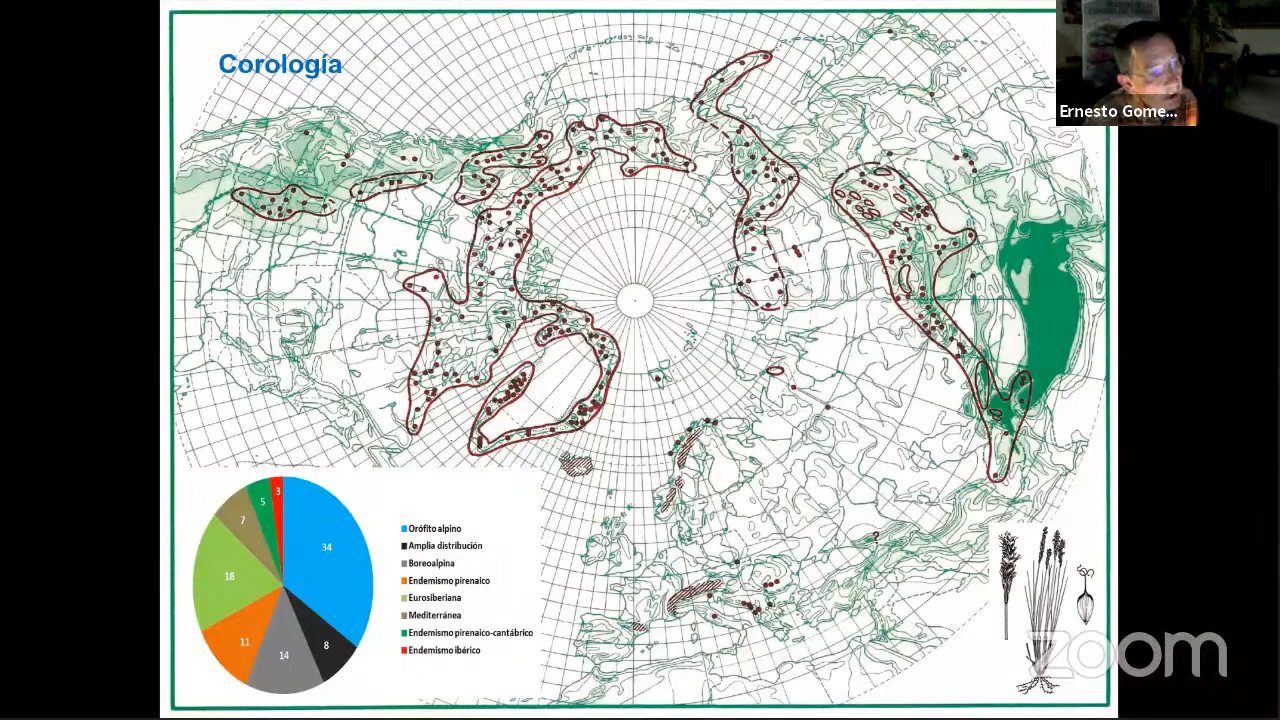 Corología
Ernesto Gome...
3
5
7
34
18
11
14
8
Orófito alpino
Amplia distribución
Boreoalpina
Endemismo pirenaico
Eurosiberiana
Mediterránea
Endemismo pirenaico-cantábrico
Endemismo ibérico
?
zoom